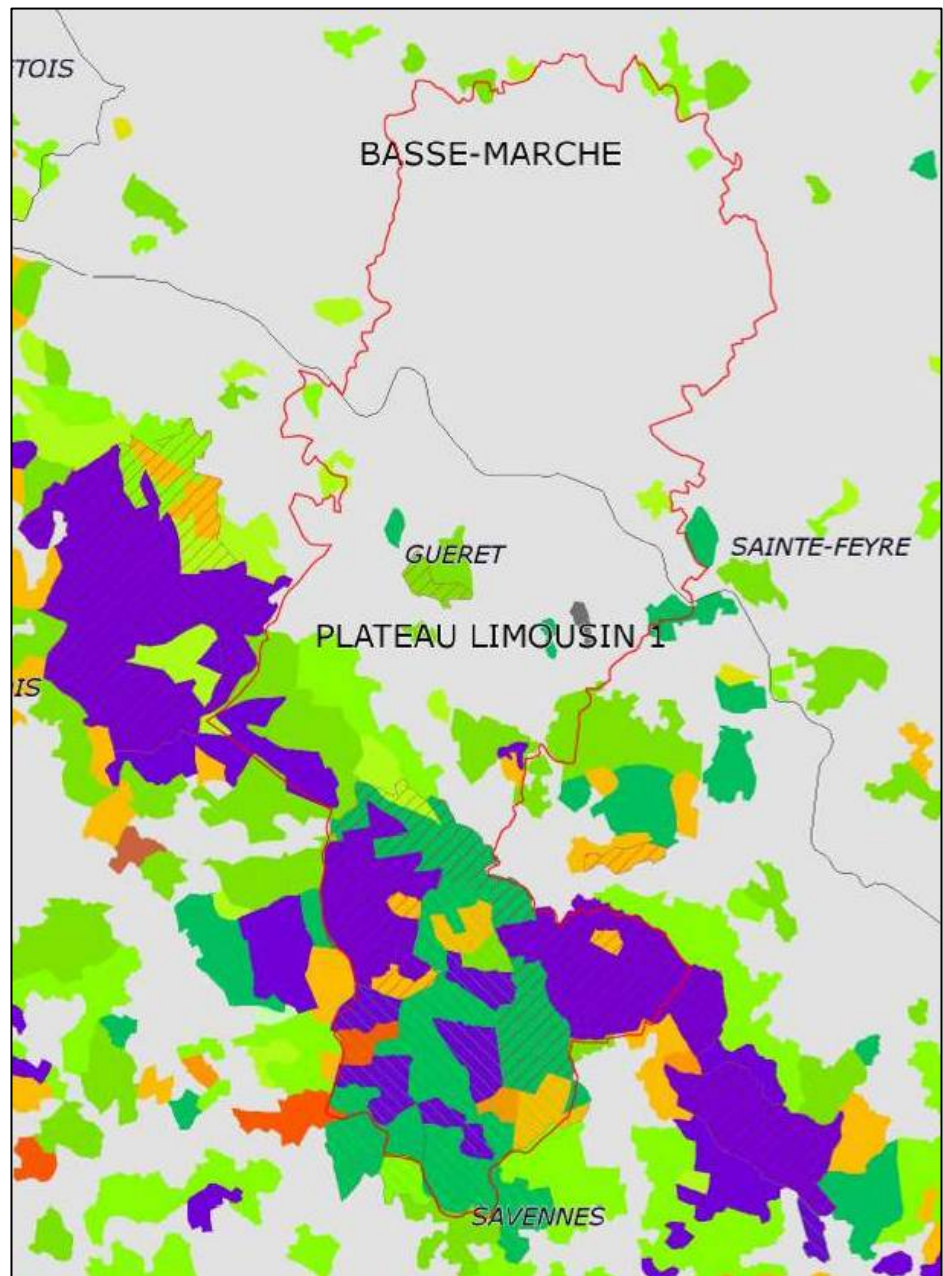 TOIS
BASSE-MARCHE
GUERET
SAINTE-FEYRE
PLATEAU LIMOUSIN 1
IS
SAVENNES